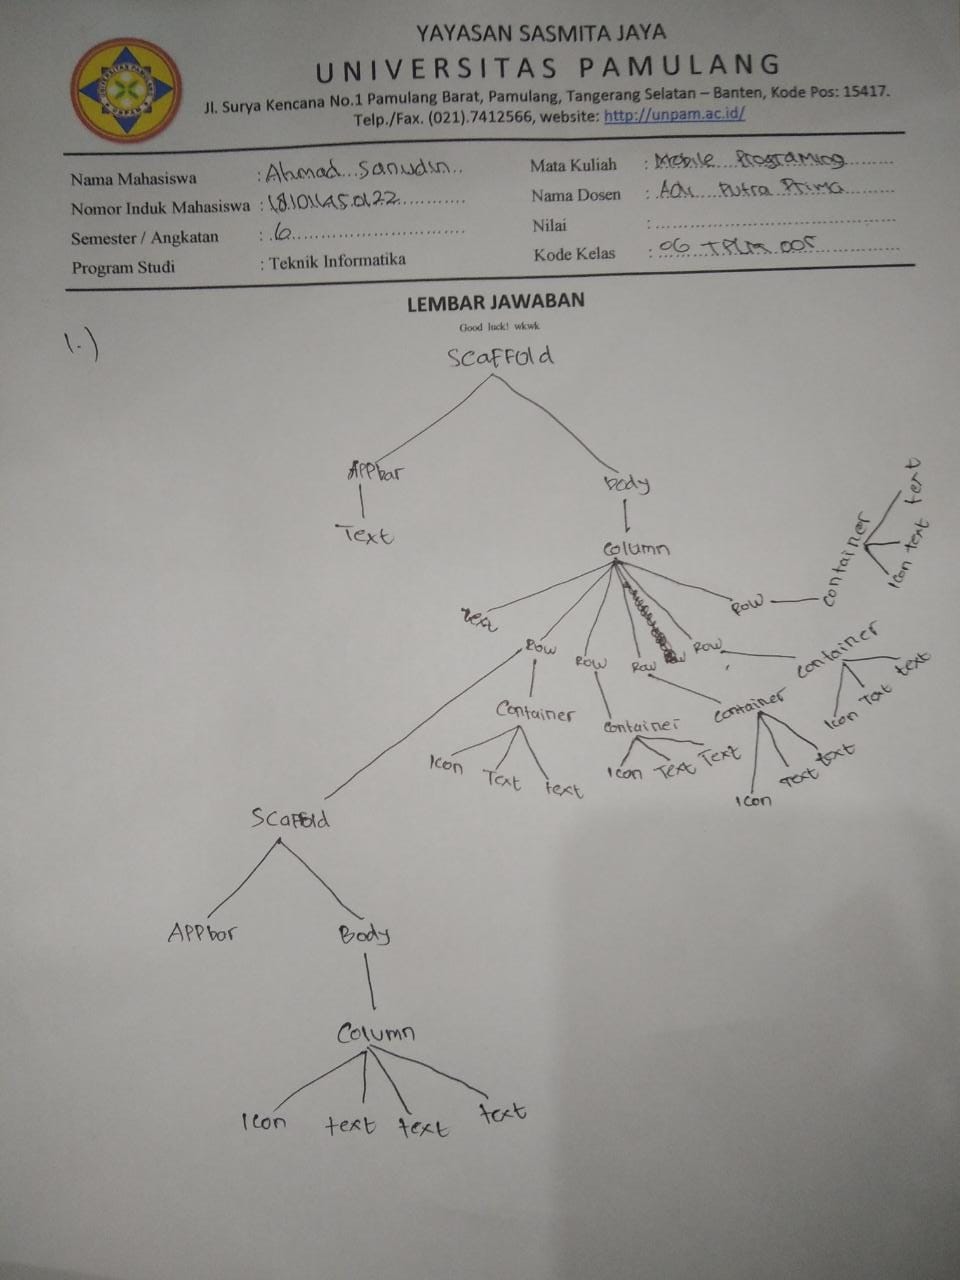 YAYASAN SASMITA JAYA
UNIVERSITAS PAMULANG
Jl. Surya Kencana No.1 Pamulang Barat, Pamulang, Tangerang Selatan – Banten, Kode Pos: 15417.
Telp./Fax. (021).7412566, website: http://unpam.ac.id/
UNIVERSITAS PAMULANG
UNPAM
Nama Mahasiswa : Ahmad Sanudin
Mata Kuliah : Mobile Programing
Nomor Induk Mahasiswa :
Nama Dosen : Putra Prima
Semester / Angkatan : 6
Nilai :
Program Studi : Teknik Informatika
Kode Kelas : 06 TPLM 005
LEMBAR JAWABAN
Good luck! wkwk
1.)
Scaffold
APPbar
Body
Text
Column
Container
Icon text text
text
Row
Row
Row
Row
Row
Container
Icon Text text
Container
Icon Text text
Container
Icon Text Text
Container
Icon Text text
Scaffold
APPbar
Body
Column
Icon text text text